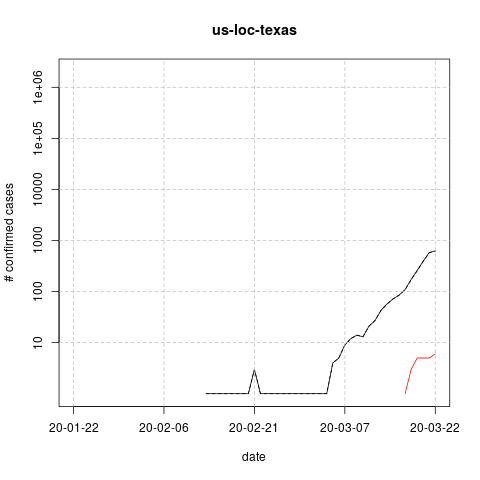 us-loc-texas
# confirmed cases
1e+06
1e+05
10000
1000
100
10
20-01-22
20-02-06
20-02-21
20-03-07
20-03-22
date